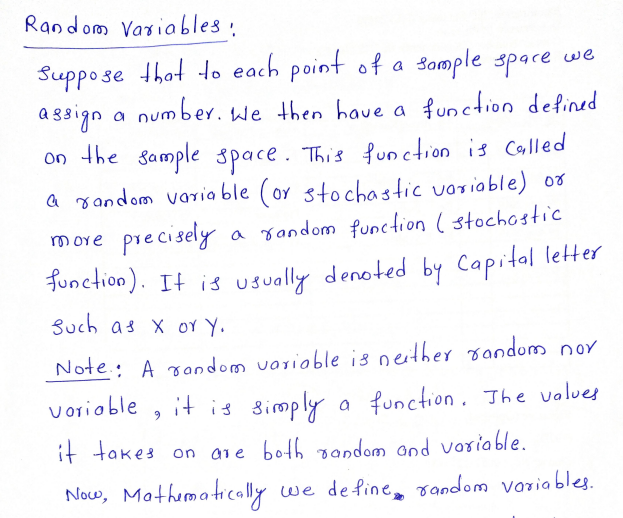 Random Variables :
Suppose that to each point of a sample space we
assign a number. We then have a function defined
on the sample space. This function is called
a random variable (or stochastic variable) or
more precisely a random function (stochastic
function). It is usually denoted by Capital letter
Such as X or Y.
Note : A random variable is neither random nor
variable , it is simply a function. The values
it takes on are both random and variable.
Now, Mathematically we define random variables.